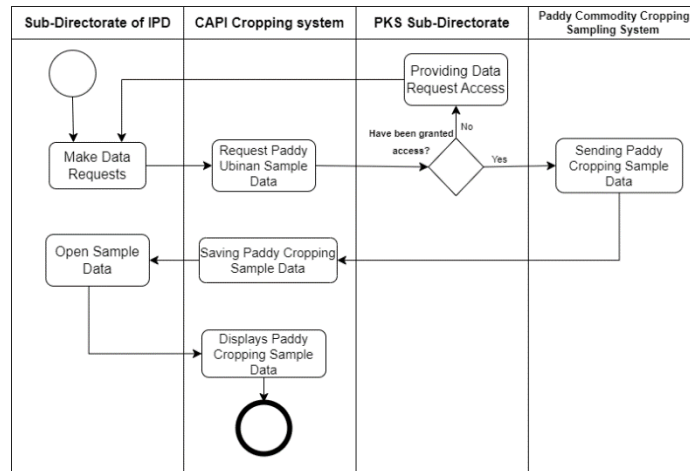 Sub-Directorate of IPD
CAPI Cropping system
PKS Sub-Directorate
Paddy Commodity Cropping
Sampling System
Providing Data
Request Access
No
Have been granted
access?
Yes
Make Data
Requests
Request Paddy
Ubinan Sample
Data
Sending Paddy
Cropping Sample
Data
Open Sample
Data
Saving Paddy Cropping
Sample Data
Displays Paddy
Cropping Sample
Data